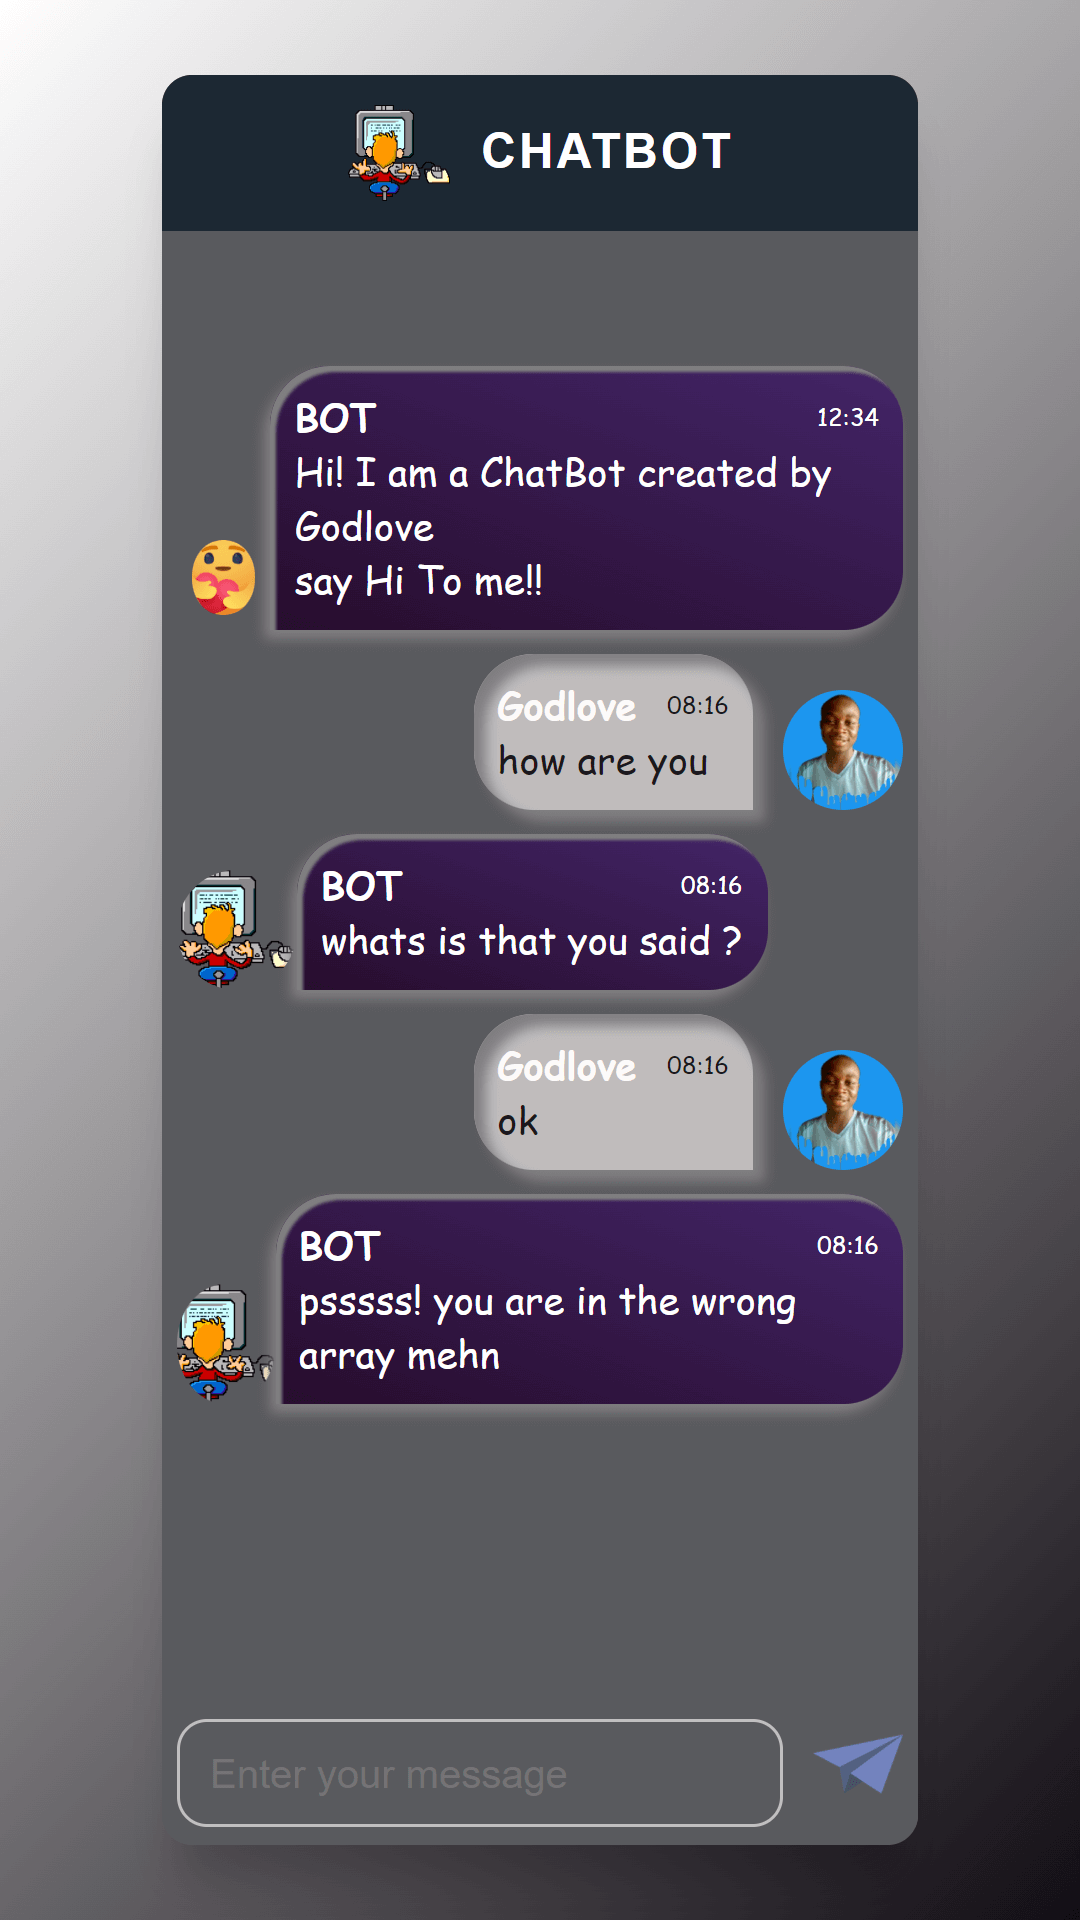 CHATBOT
BOT 12:34
Hi! I am a ChatBot created by
Godlove
say Hi To me!!
Godlove 08:16
how are you
BOT 08:16
whats is that you said ?
Godlove 08:16
ok
BOT 08:16
psssss! you are in the wrong
array mehn
Enter your message